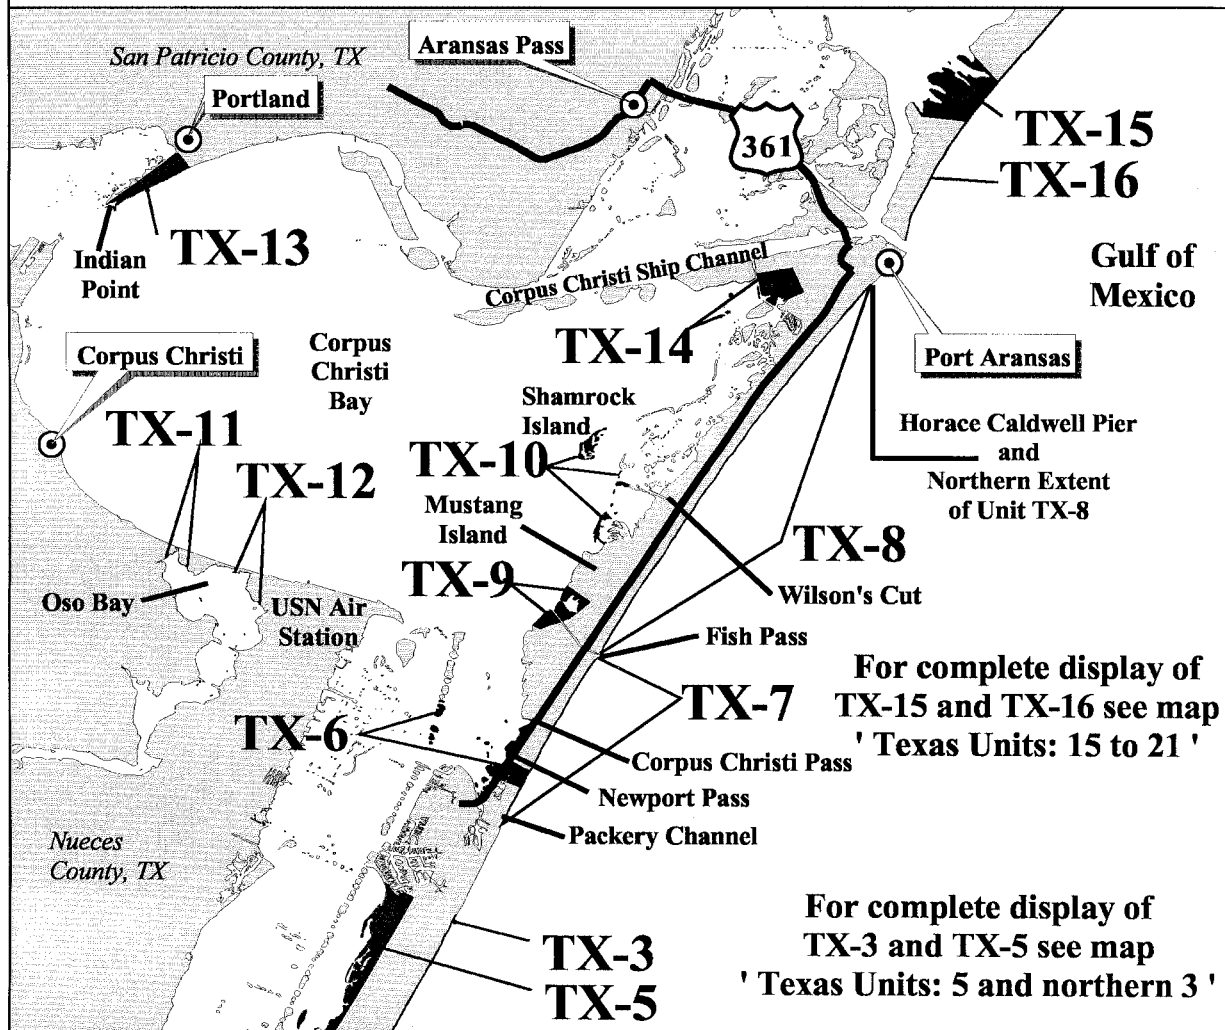 San Patricio County, TX
Aransas Pass
Portland
361
TX-15
TX-16
Indian
Point
TX-13
Gulf of
Mexico
Corpus Christi Ship Channel
TX-14
Port Aransas
Corpus Christi
Corpus
Christi
Bay
Shamrock
Island
TX-11
TX-10
TX-12
Horace Caldwell Pier
and
Northern Extent
of Unit TX-8
Mustang
Island
TX-8
TX-9
Wilson's Cut
Oso Bay
USN Air
Station
Fish Pass
For complete display of
TX-15 and TX-16 see map
' Texas Units: 15 to 21 '
TX-7
TX-6
Corpus Christi Pass
Newport Pass
Packery Channel
Nueces
County, TX
For complete display of
TX-3 and TX-5 see map
' Texas Units: 5 and northern 3 '
TX-3
TX-5